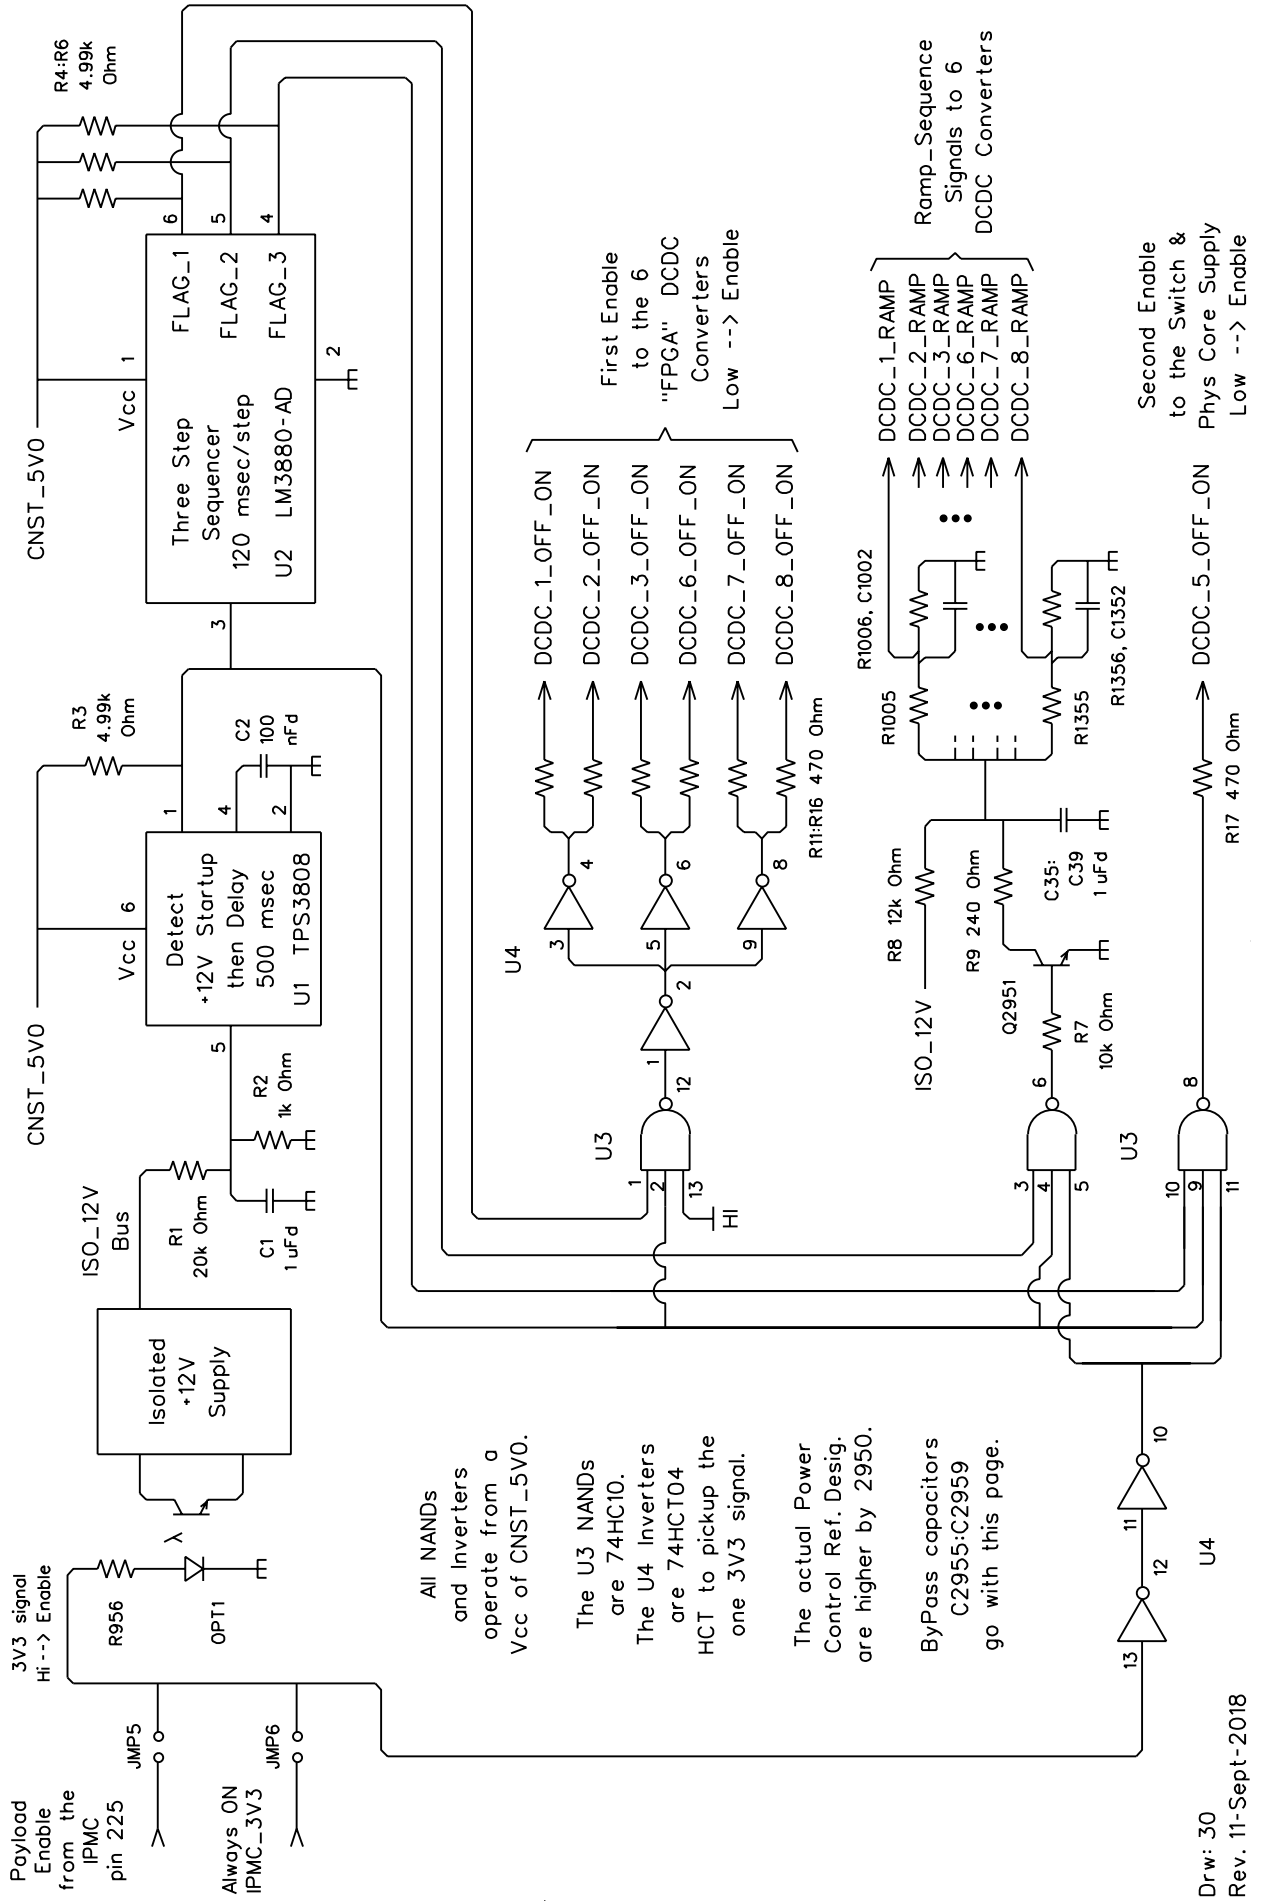 Payload
Enable
from the
IPMC
pin 225
JMP5
Always ON
IPMC_3V3
JMP6
3V3 signal
Hi --> Enable
R956
OPT1
λ
Isolated
+12V
Supply
ISO_12V
Bus
R1
20k Ohm
C1
1 uFd
R2
1k Ohm
CNST_5V0
5
Vcc
6
Detect
+12V Startup
then Delay
500 msec
U1 TPS3808
1
4
2
R3
4.99k
Ohm
C2
100
nFd
CNST_5V0
3
Vcc
1
Three Step
Sequencer
120 msec/step
U2 LM3880-AD
FLAG_1
FLAG_2
FLAG_3
2
6
5
4
R4:R6
4.99k
Ohm
All NANDs
and Inverters
operate from a
Vcc of CNST_5V0.
The U3 NANDs
are 74HC10.
The U4 Inverters
are 74HCT04
HCT to pickup the
one 3V3 signal.
The actual Power
Control Ref. Desig.
are higher by 2950.
ByPass capacitors
C2955:C2959
go with this page.
U3
1
2
13
HI
12
1
2
U4
3
4
5
6
9
8
R11:R16 470 Ohm
DCDC_1_OFF_ON
DCDC_2_OFF_ON
DCDC_3_OFF_ON
DCDC_6_OFF_ON
DCDC_7_OFF_ON
DCDC_8_OFF_ON
First Enable
to the 6
"FPGA" DCDC
Converters
Low --> Enable
3
4
5
6
R7
10k Ohm
Q2951
ISO_12V
R8 12k Ohm
R9 240 Ohm
C35:
C39
1 uFd
R1005
R1355
R1006, C1002
R1356, C1352
DCDC_1_RAMP
DCDC_2_RAMP
DCDC_3_RAMP
DCDC_6_RAMP
DCDC_7_RAMP
DCDC_8_RAMP
Ramp_Sequence
Signals to 6
DCDC Converters
U3
10
9
11
8
R17 470 Ohm
DCDC_5_OFF_ON
Second Enable
to the Switch &
Phys Core Supply
Low --> Enable
13
12
11
10
U4
Drw: 30
Rev. 11-Sept-2018